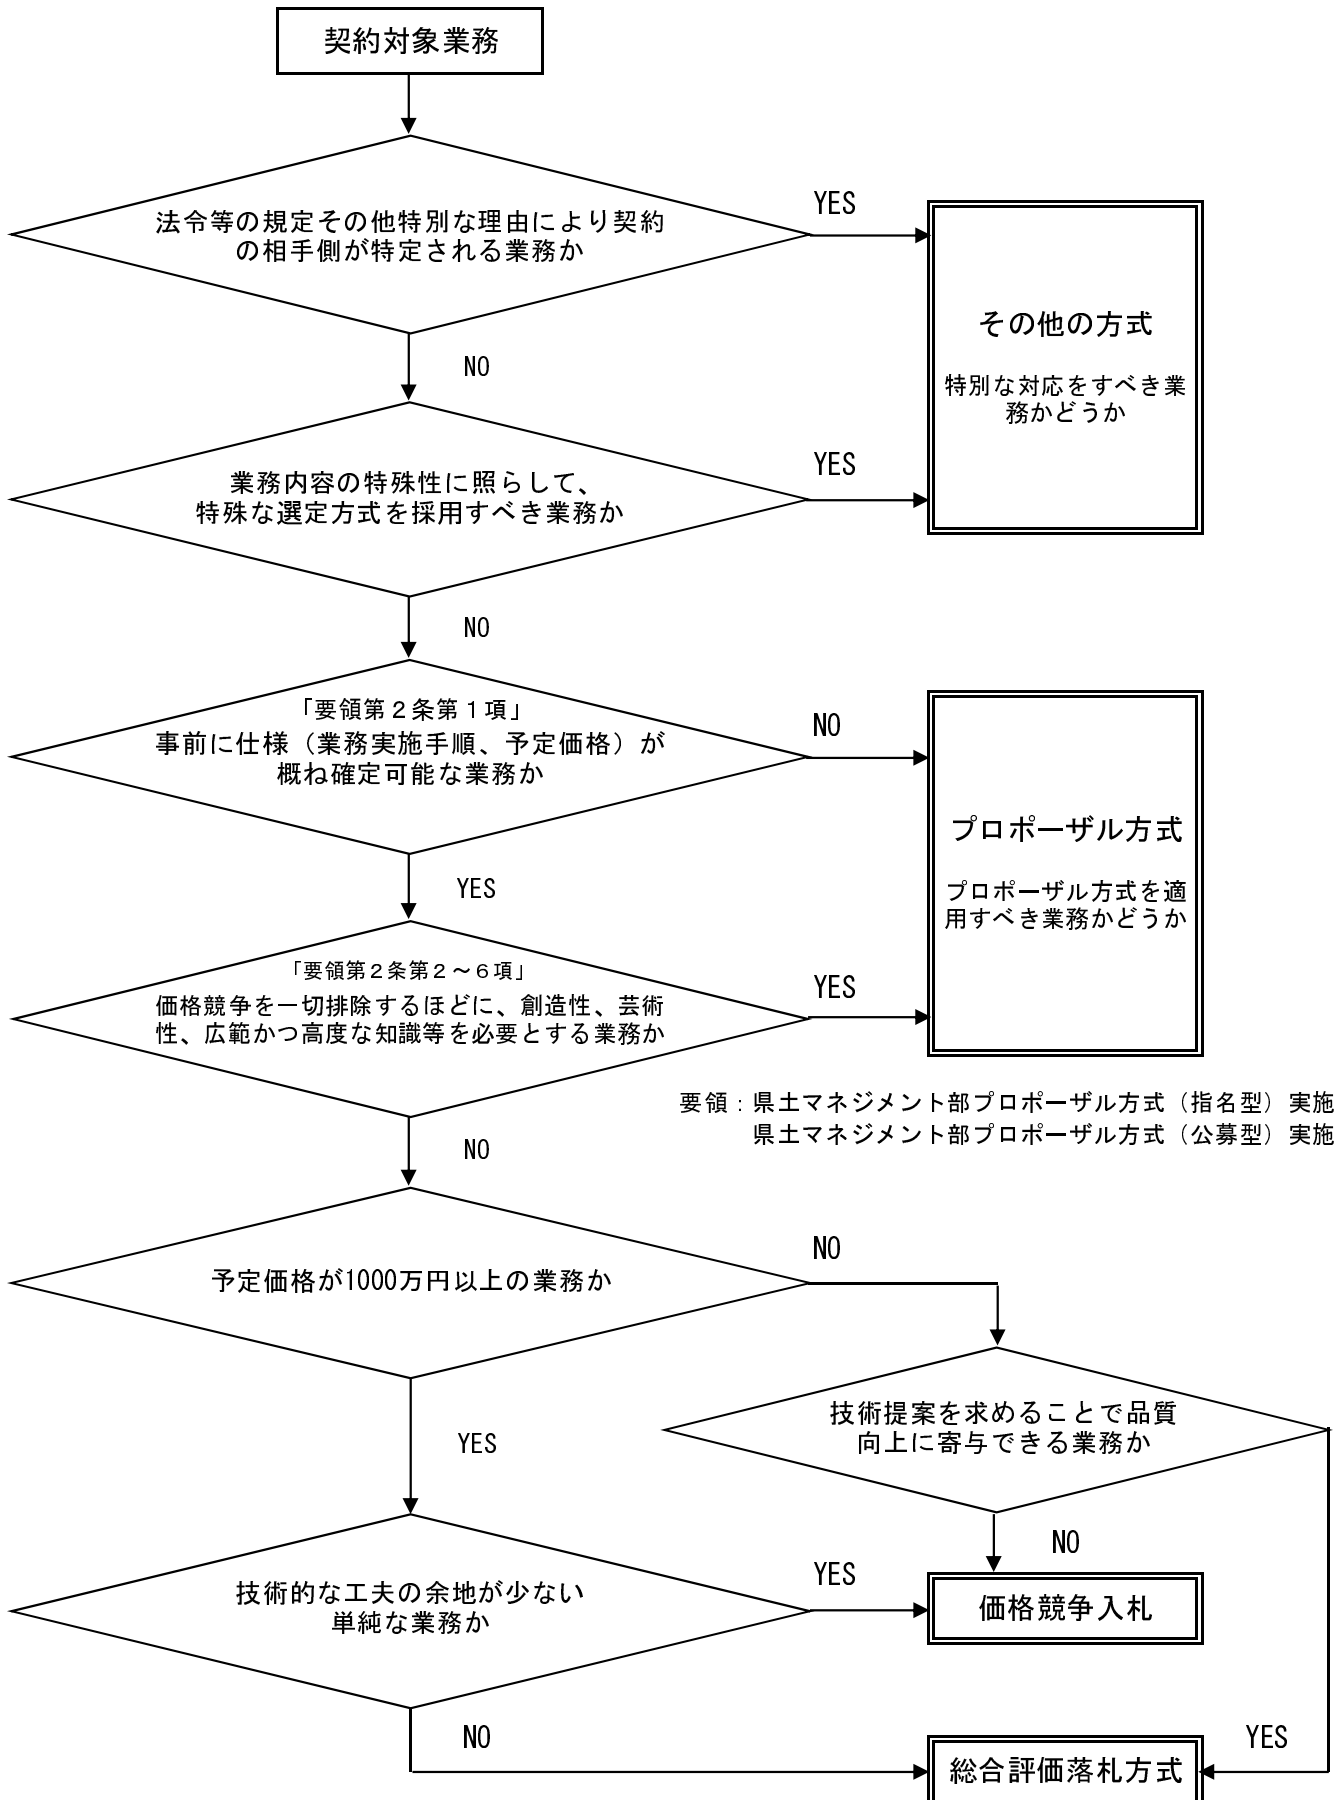 契約対象業務
法令等の規定その他特別な理由により契約
の相手側が特定される業務か
YES
その他の方式
特別な対応をすべき業
務かどうか
NO
業務内容の特殊性に照らして、
特殊な選定方式を採用すべき業務か
YES
NO
「要領第２条第１項」
事前に仕様（業務実施手順、予定価格）が
概ね確定可能な業務か
NO
プロポーザル方式
プロポーザル方式を適
用すべき業務かどうか
YES
「要領第２条第２～６項」
価格競争を一切排除するほどに、創造性、芸術
性、広範かつ高度な知識等を必要とする業務か
YES
要領：県土マネジメント部プロポーザル方式（指名型）実施
県土マネジメント部プロポーザル方式（公募型）実施
NO
予定価格が1000万円以上の業務か
NO
技術提案を求めることで品質
向上に寄与できる業務か
YES
NO
技術的な工夫の余地が少ない
単純な業務か
YES
価格競争入札
NO
総合評価落札方式
YES